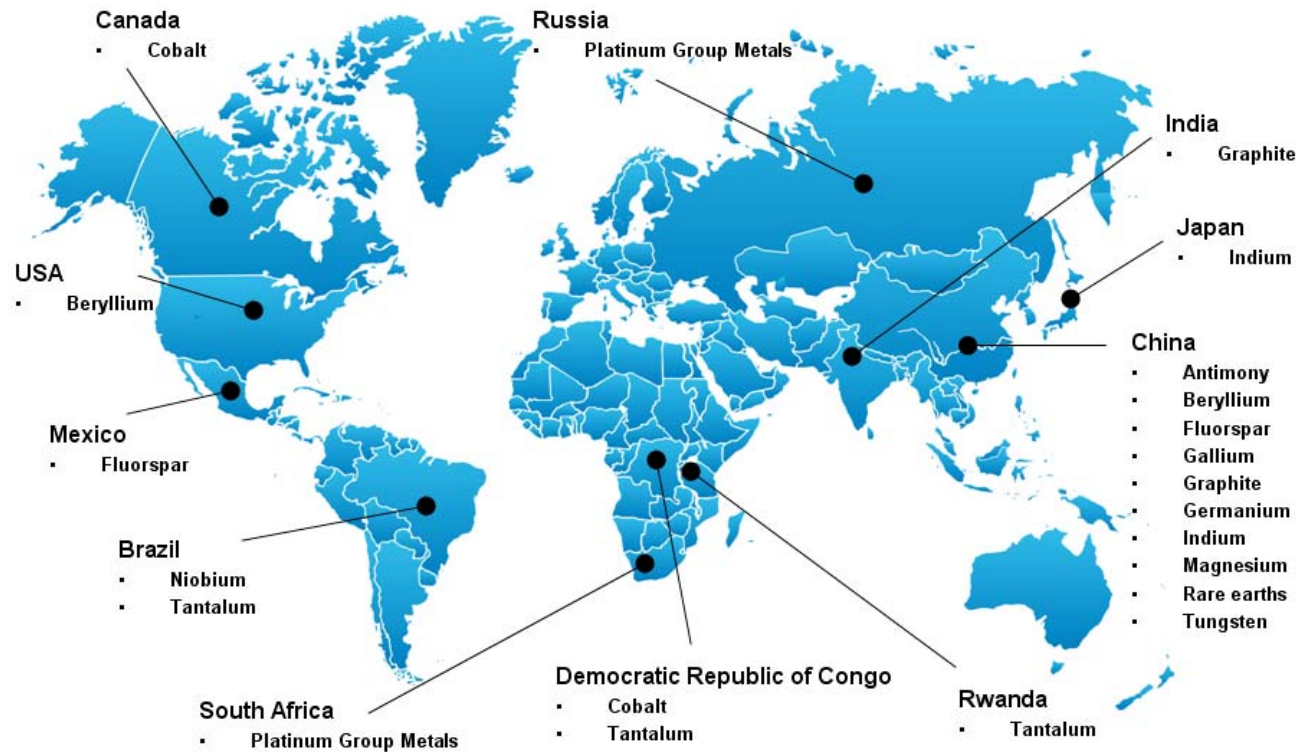 Canada
▪ Cobalt
Russia
▪ Platinum Group Metals
India
▪ Graphite
Japan
▪ Indium
USA
▪ Beryllium
China
▪ Antimony
▪ Beryllium
▪ Fluorspar
▪ Gallium
▪ Graphite
▪ Germanium
▪ Indium
▪ Magnesium
▪ Rare earths
▪ Tungsten
Mexico
▪ Fluorspar
Brazil
▪ Niobium
▪ Tantalum
South Africa
▪ Platinum Group Metals
Democratic Republic of Congo
▪ Cobalt
▪ Tantalum
Rwanda
▪ Tantalum